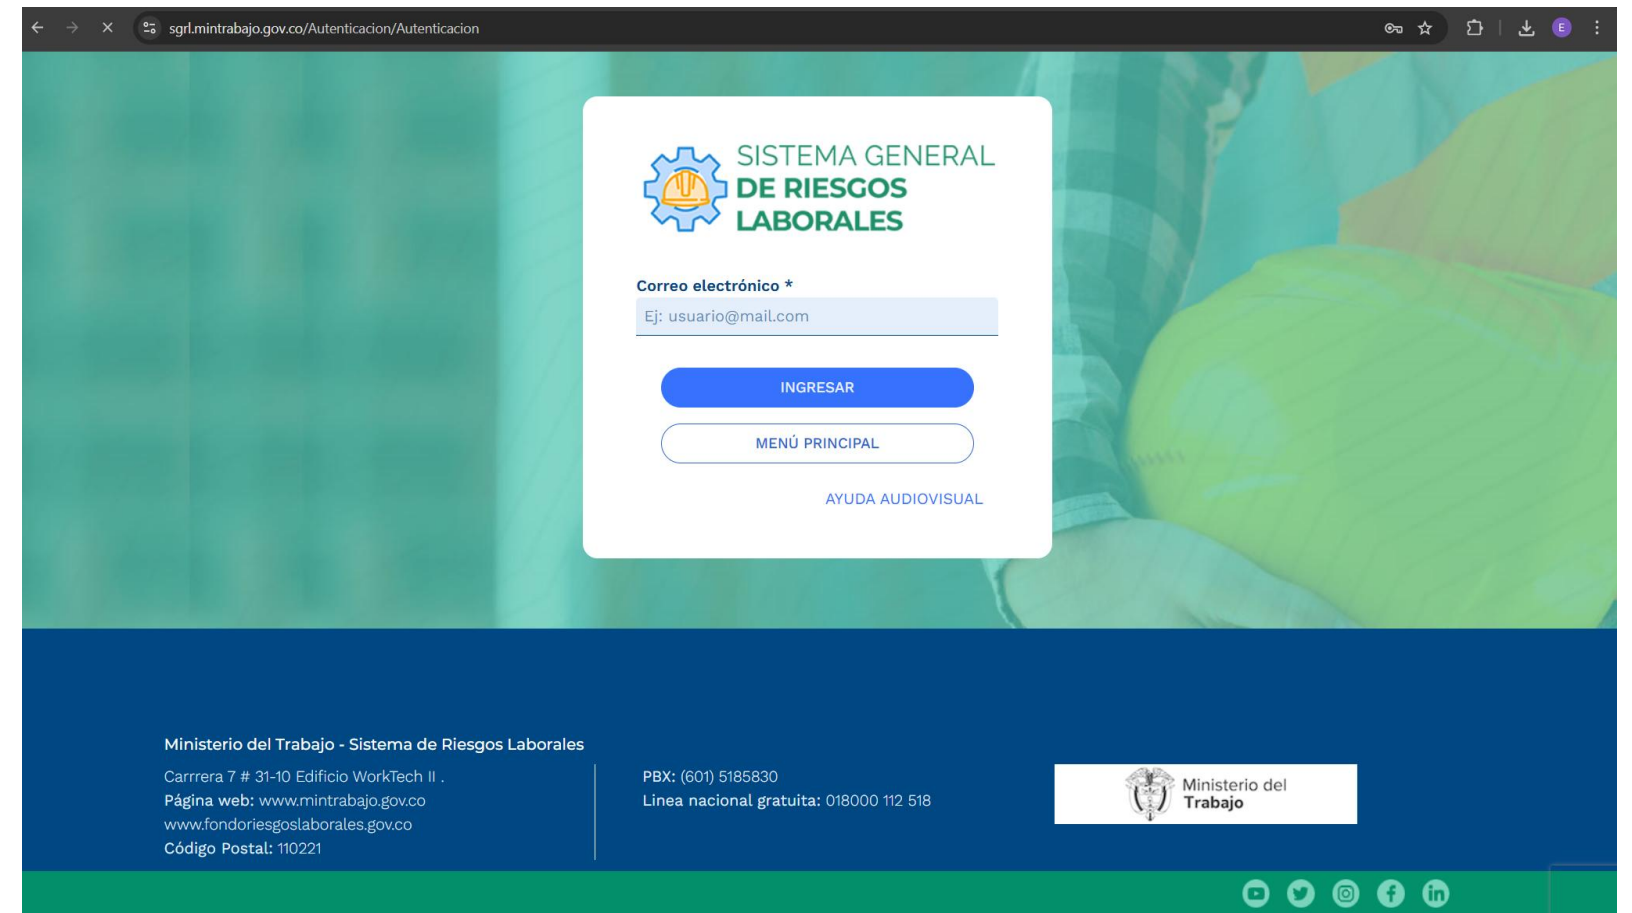 sgrl.mintrabajo.gov.co/Autenticacion/Autenticacion
E
SISTEMA GENERAL
DE RIESGOS
LABORALES
Correo electrónico *
Ej: usuario@mail.com
INGRESAR
MENÚ PRINCIPAL
AYUDA AUDIOVISUAL
Ministerio del Trabajo - Sistema de Riesgos Laborales
Carrrera 7 # 31-10 Edificio WorkTech II .
Página web: www.mintrabajo.gov.co
www.fondoriesgoslaborales.gov.co
Código Postal: 110221
PBX: (601) 5185830
Linea nacional gratuita: 018000 112 518
Ministerio del
Trabajo